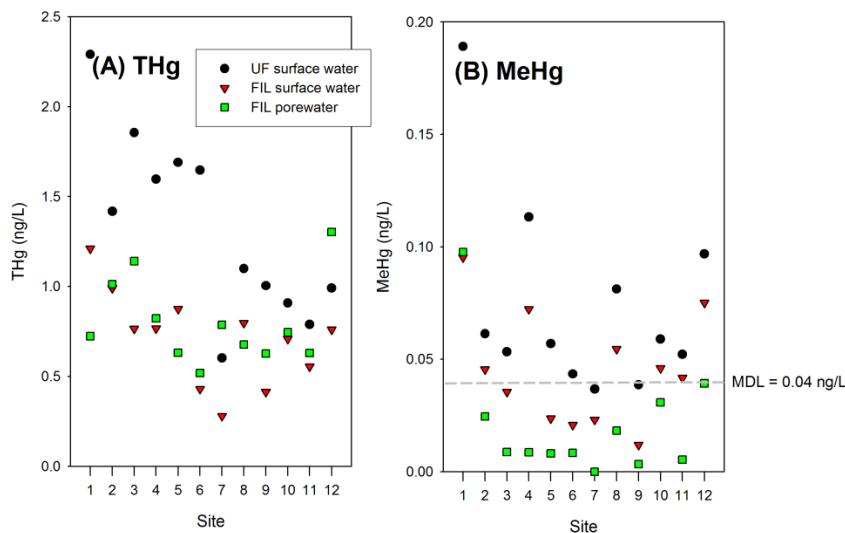 (A) THg
UF surface water
FIL surface water
FIL porewater
2.5
2.0
1.5
1.0
0.5
0.0
THg (ng/L)
1 2 3 4 5 6 7 8 9 10 11 12
Site
(B) MeHg
0.20
0.15
0.10
0.05
0.00
MeHg (ng/L)
MDL = 0.04 ng/L
1 2 3 4 5 6 7 8 9 10 11 12
Site